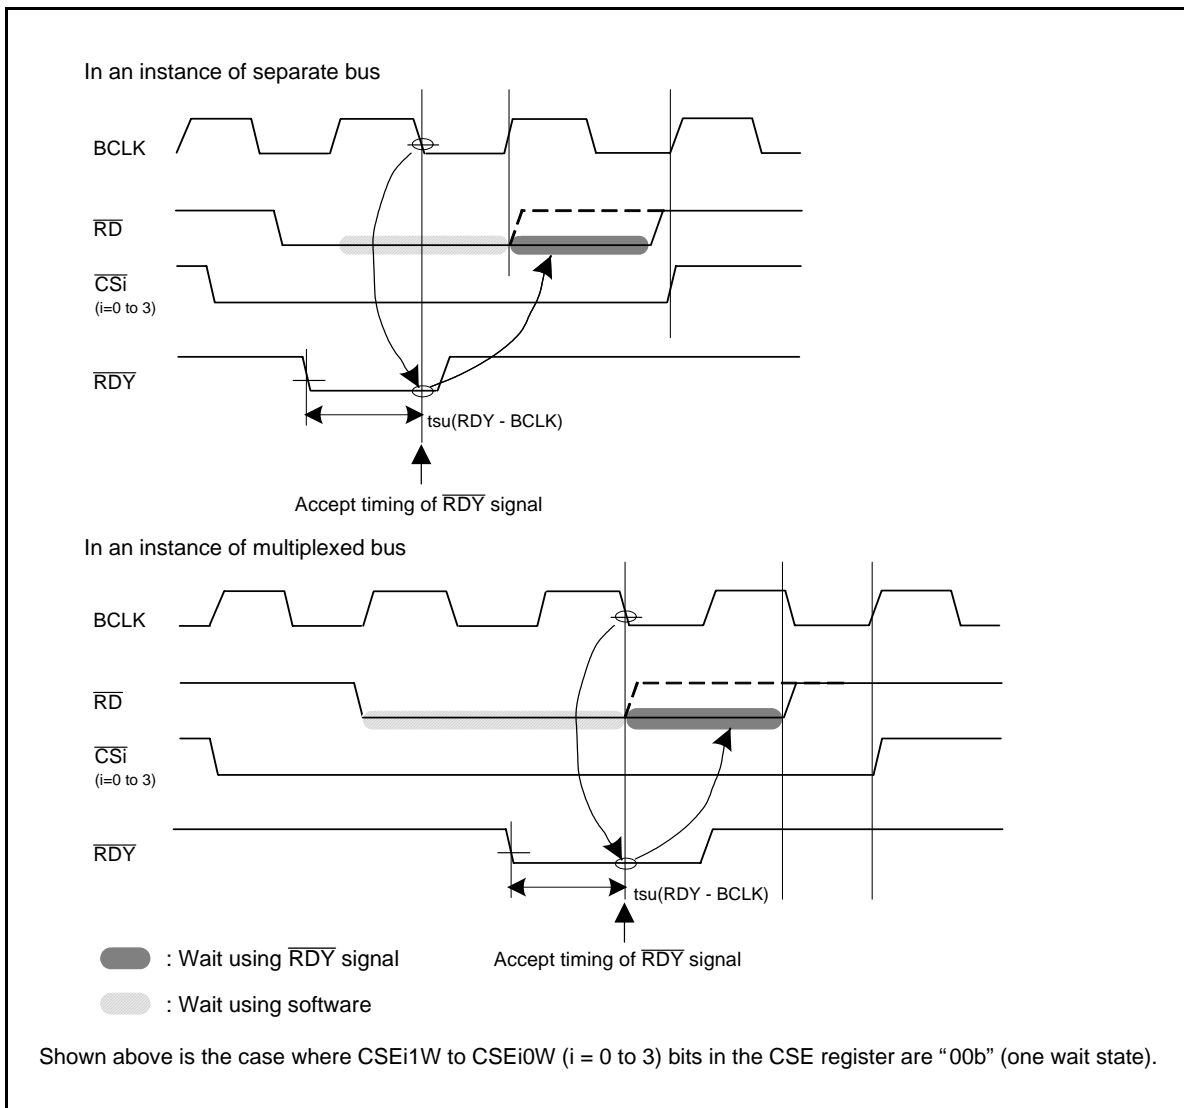 In an instance of separate bus
BCLK
RD
CSi
(i=0 to 3)
RDY
tsu(RDY - BCLK)
Accept timing of RDY signal
In an instance of multiplexed bus
BCLK
RD
CSi
(i=0 to 3)
RDY
tsu(RDY - BCLK)
: Wait using RDY signal
Accept timing of RDY signal
: Wait using software
Shown above is the case where CSEi1W to CSEi0W (i = 0 to 3) bits in the CSE register are “00b” (one wait state).